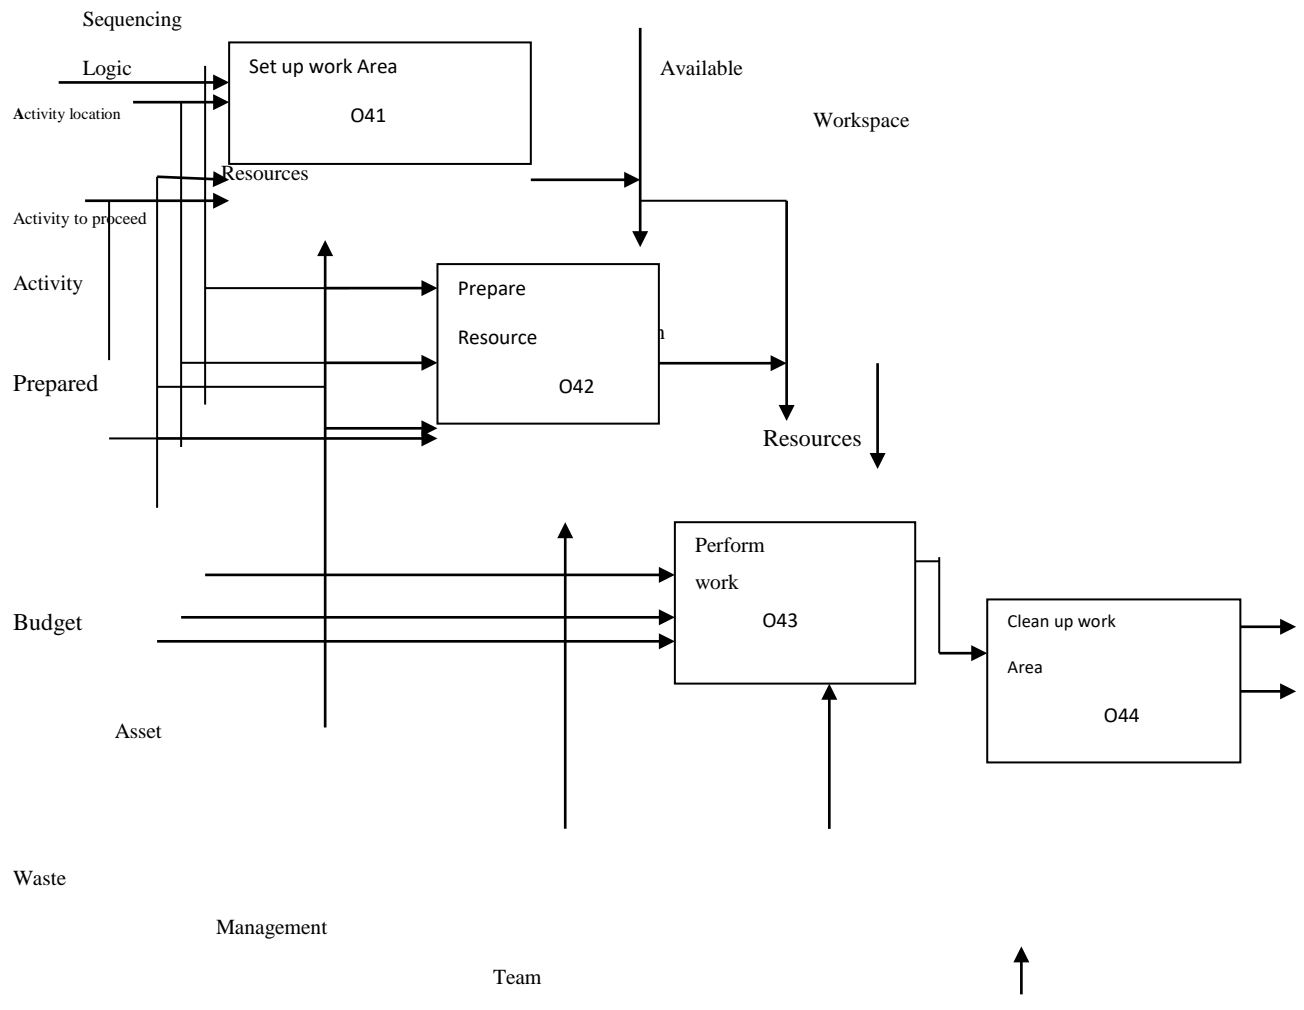 Sequencing
Set up work Area
Logic
Available
Activity location
O41
Workspace
Resources
Activity to proceed
Activity
Prepare
Resource
Prepared
O42
Resources
Perform
work
Budget
O43
Clean up work
Area
O44
Asset
Waste
Management
Team